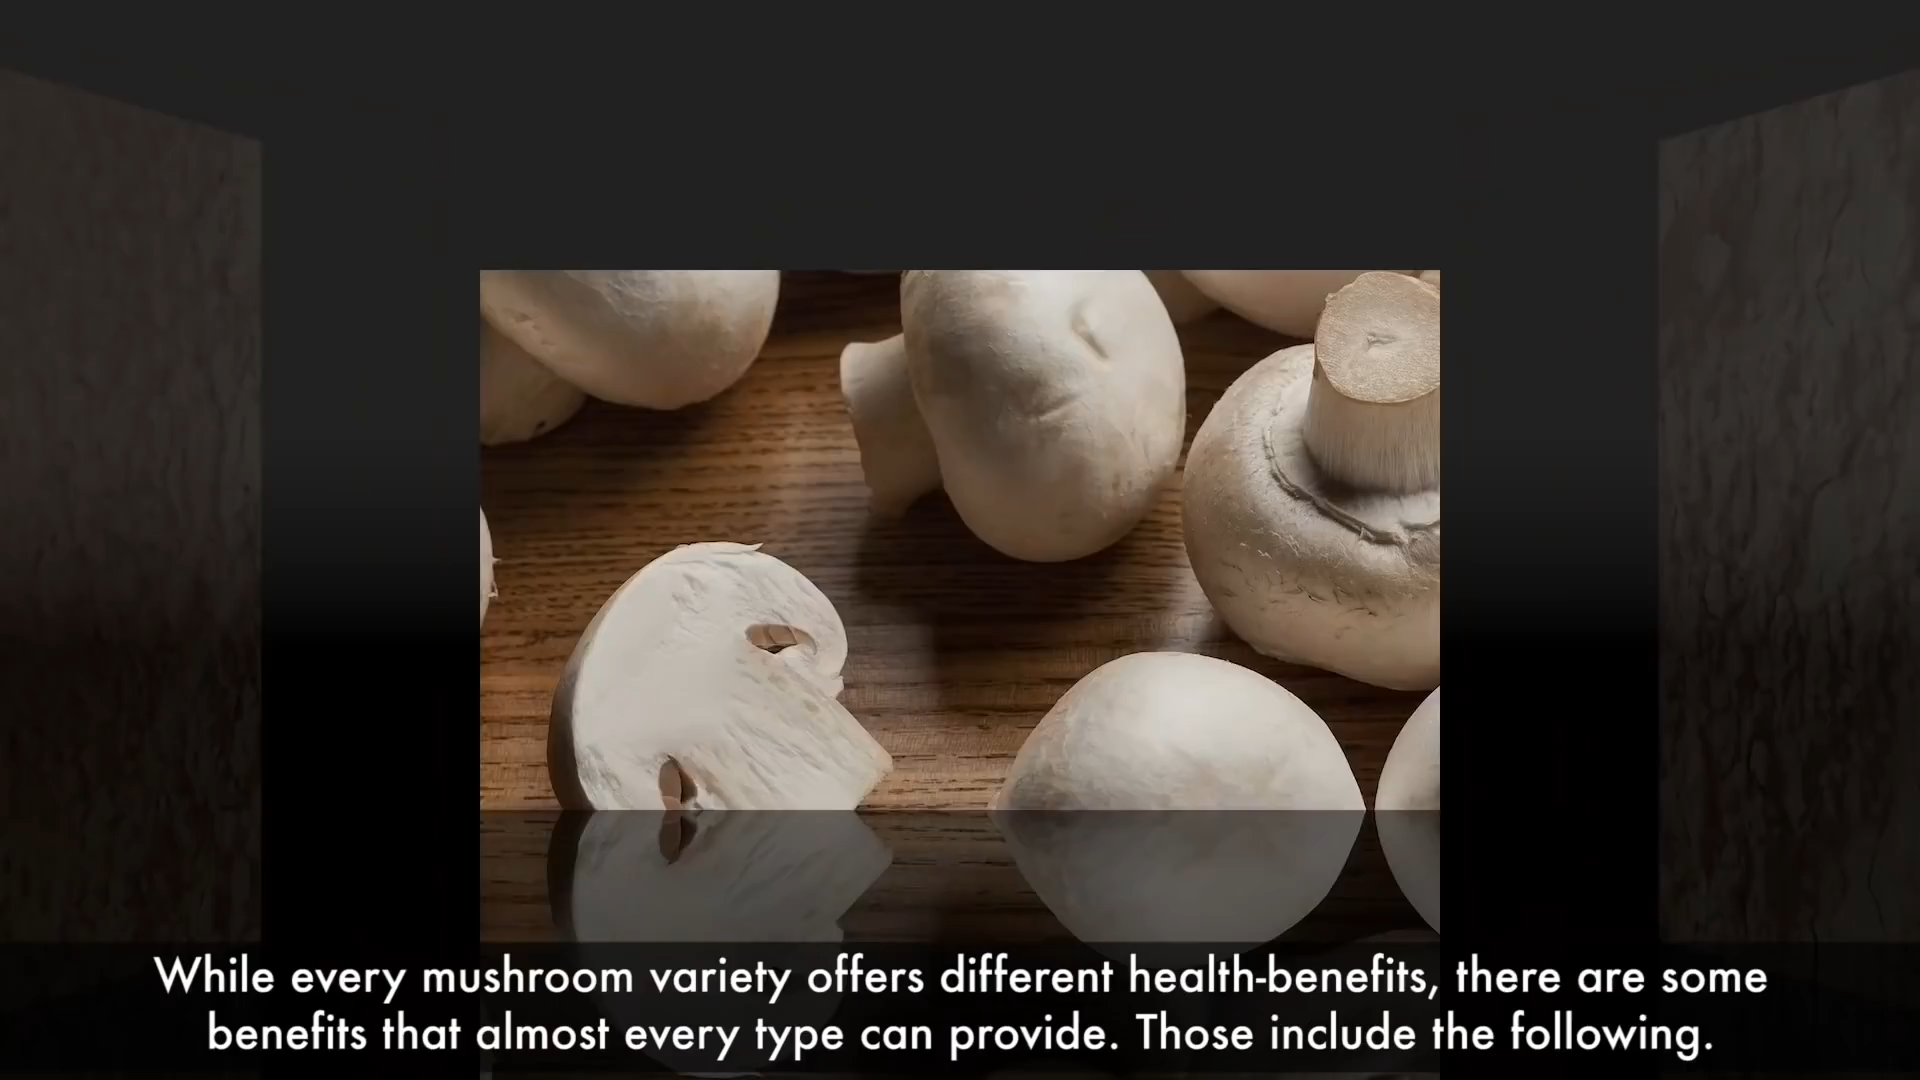 While every mushroom variety offers different health-benefits, there are some
benefits that almost every type can provide. Those include the following.